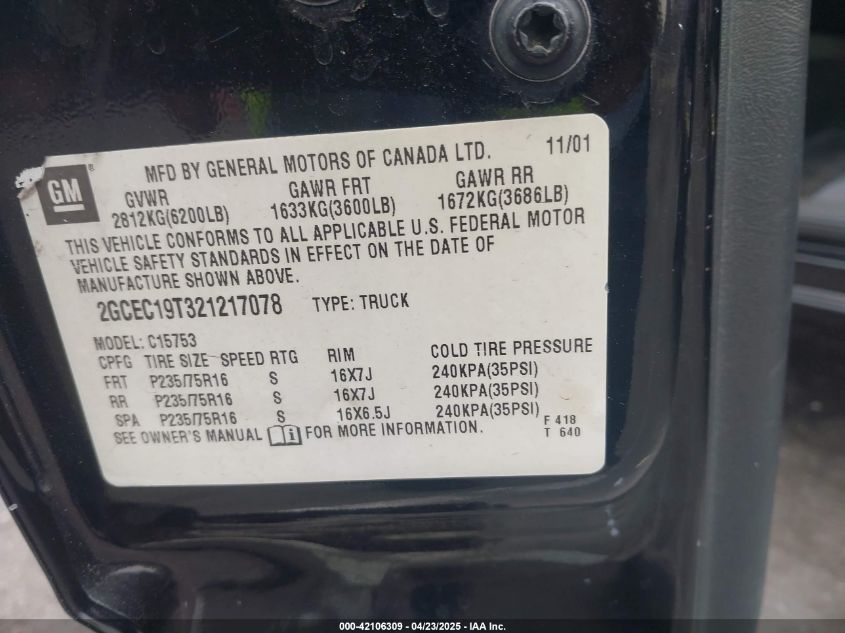 GM
®
MFD BY GENERAL MOTORS OF CANADA LTD. 11/01
GVWR GAWR FRT GAWR RR
2812KG(6200LB) 1633KG(3600LB) 1672KG(3686LB)
THIS VEHICLE CONFORMS TO ALL APPLICABLE U.S. FEDERAL MOTOR
VEHICLE SAFETY STANDARDS IN EFFECT ON THE DATE OF
MANUFACTURE SHOWN ABOVE.
2GCEC19T321217078 TYPE: TRUCK
MODEL: C15753
CPFG TIRE SIZE SPEED RTG RIM COLD TIRE PRESSURE
FRT P235/75R16 S 16X7J 240KPA(35PSI)
RR P235/75R16 S 16X7J 240KPA(35PSI)
SPA P235/75R16 S 16X6.5J 240KPA(35PSI)
SEE OWNER'S MANUAL i FOR MORE INFORMATION.
F 418
T 640
000-42106309 - 04/23/2025 - IAA Inc.